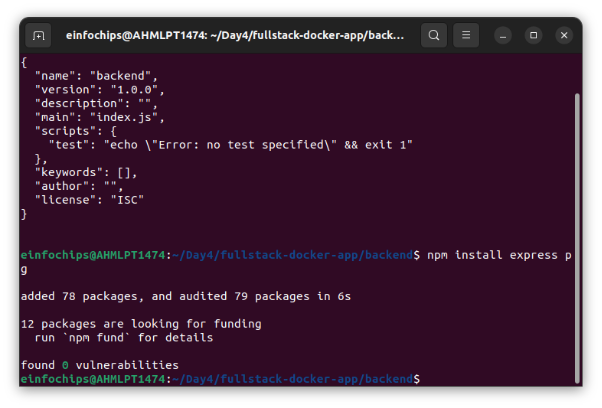 einfochips@AHMLPT1474: ~/Day4/fullstack-docker-app/back...
{
  "name": "backend",
  "version": "1.0.0",
  "description": "",
  "main": "index.js",
  "scripts": {
    "test": "echo \"Error: no test specified\" && exit 1"
  },
  "keywords": [],
  "author": "",
  "license": "ISC"
}
einfochips@AHMLPT1474:~/Day4/fullstack-docker-app/backend$ npm install express p
g
added 78 packages, and audited 79 packages in 6s
12 packages are looking for funding
  run `npm fund` for details
found 0 vulnerabilities
einfochips@AHMLPT1474:~/Day4/fullstack-docker-app/backend$